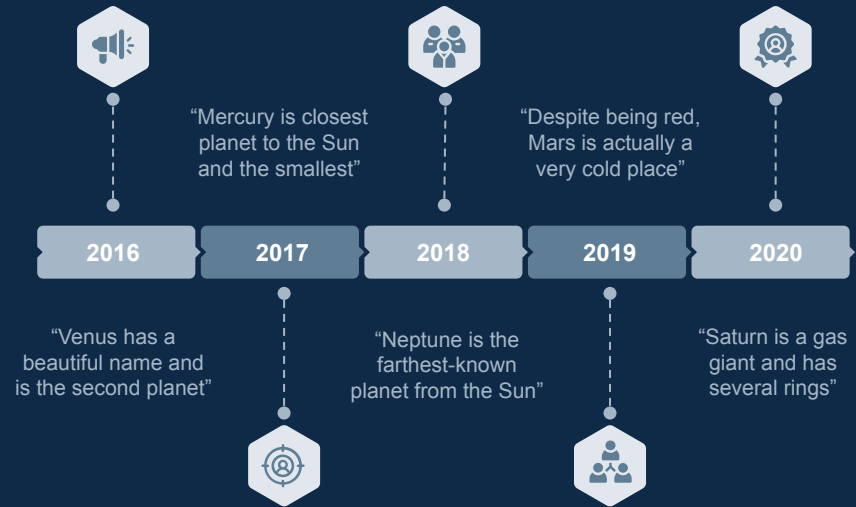 “Mercury is closest
planet to the Sun
and the smallest”
“Despite being red,
Mars is actually a
very cold place”
2016
2017
2018
2019
2020
“Venus has a
beautiful name and
is the second planet”
“Neptune is the
farthest-known
planet from the Sun”
“Saturn is a gas
giant and has
several rings”